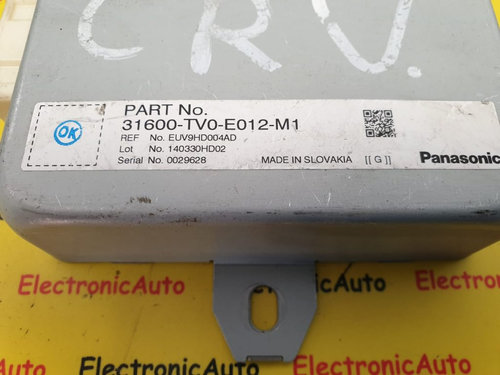 CRV.
PART No.
31600-TV0-E012-M1
OK
REF No. EUV9HD004AD
Lot No. 140330HD02
Serial No. 0029628 MADE IN SLOVAKIA [[ G ]] Panasonic
ElectronicAuto ElectronicAuto
ElectronicAuto ElectronicAuto ElectronicAuto